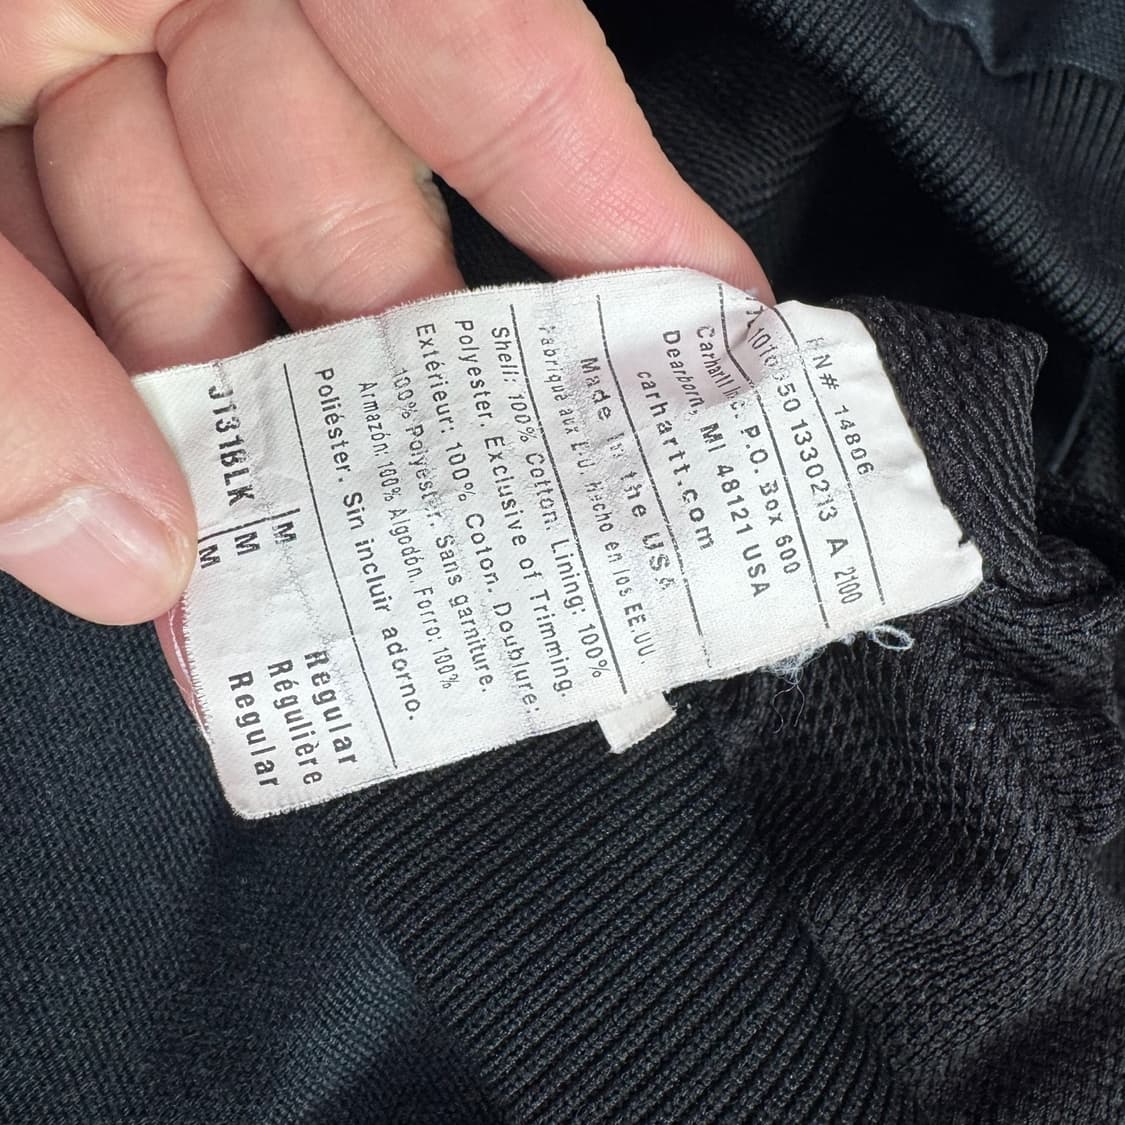 J131BLK
M Regular
M Régulière
M Regular
Shell: 100% Cotton. Lining: 100%
Polyester. Exclusive of Trimming.
Extérieur: 100% Coton. Doublure:
100% Polyester. Sans garniture.
Armazón: 100% Algodón. Forro: 100%
Poliéster. Sin incluir adorno.
Made in the USA
Fabriqué aux É.U. Hecho en los EE.UU.
Carhartt Inc. P.O. Box 600
Dearborn, MI 48121 USA
carhartt.com
1330213 A 2100
RN# 14806